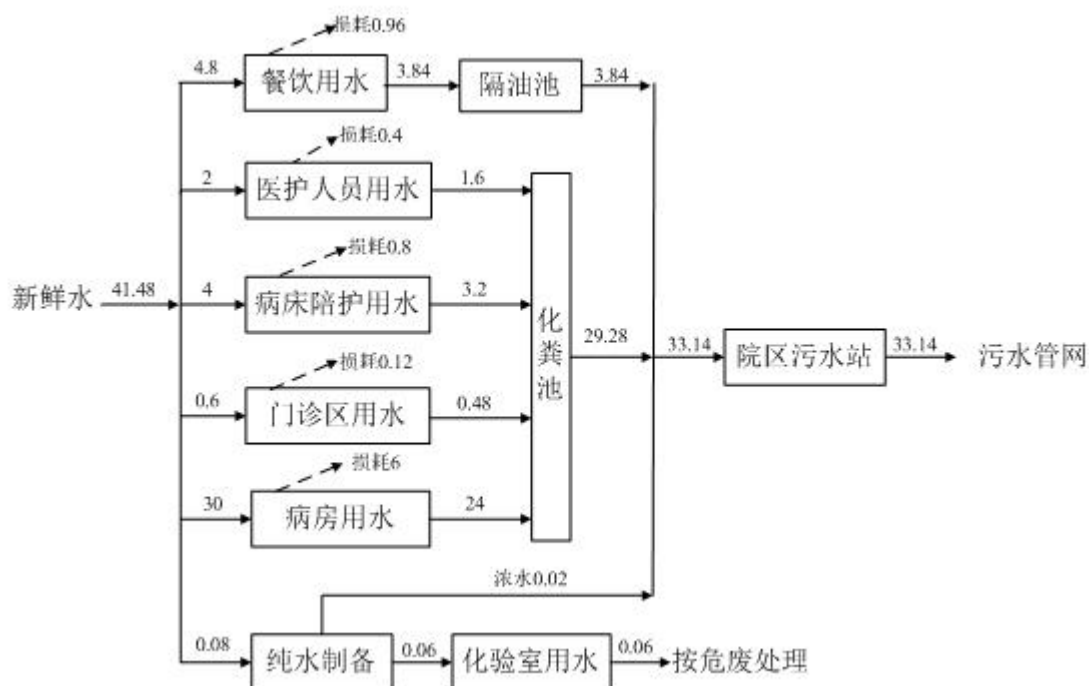 损耗0.96
4.8
餐饮用水
3.84
隔油池
3.84
损耗0.4
2
医护人员用水
1.6
损耗0.8
新鲜水
41.48
4
病床陪护用水
3.2
化粪池
29.28
33.14
院区污水站
33.14
污水管网
损耗0.12
0.6
门诊区用水
0.48
损耗6
30
病房用水
24
浓水0.02
0.08
纯水制备
0.06
化验室用水
0.06
按危废处理